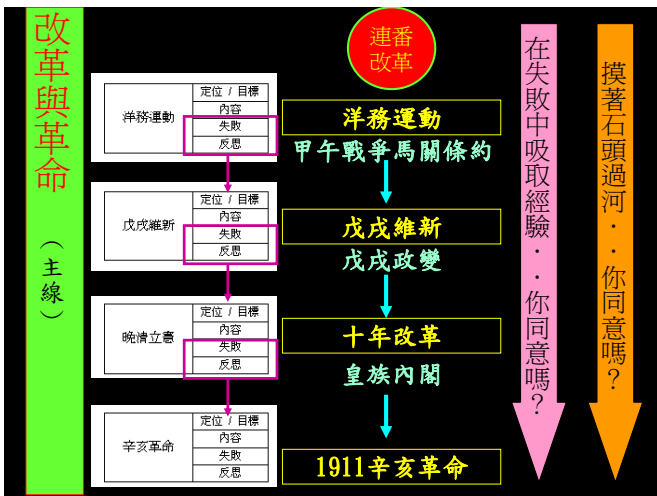 改革與革命
（主線）
洋務運動
定位 / 目標
內容
失敗
反思
戊戌維新
定位 / 目標
內容
失敗
反思
晚清立憲
定位 / 目標
內容
失敗
反思
辛亥革命
定位 / 目標
內容
失敗
反思
連番
改革
洋務運動
甲午戰爭馬關條約
戊戌維新
戊戌政變
十年改革
皇族內閣
1911辛亥革命
在失敗中吸取經驗．．你同意嗎？
摸著石頭過河．．你同意嗎？